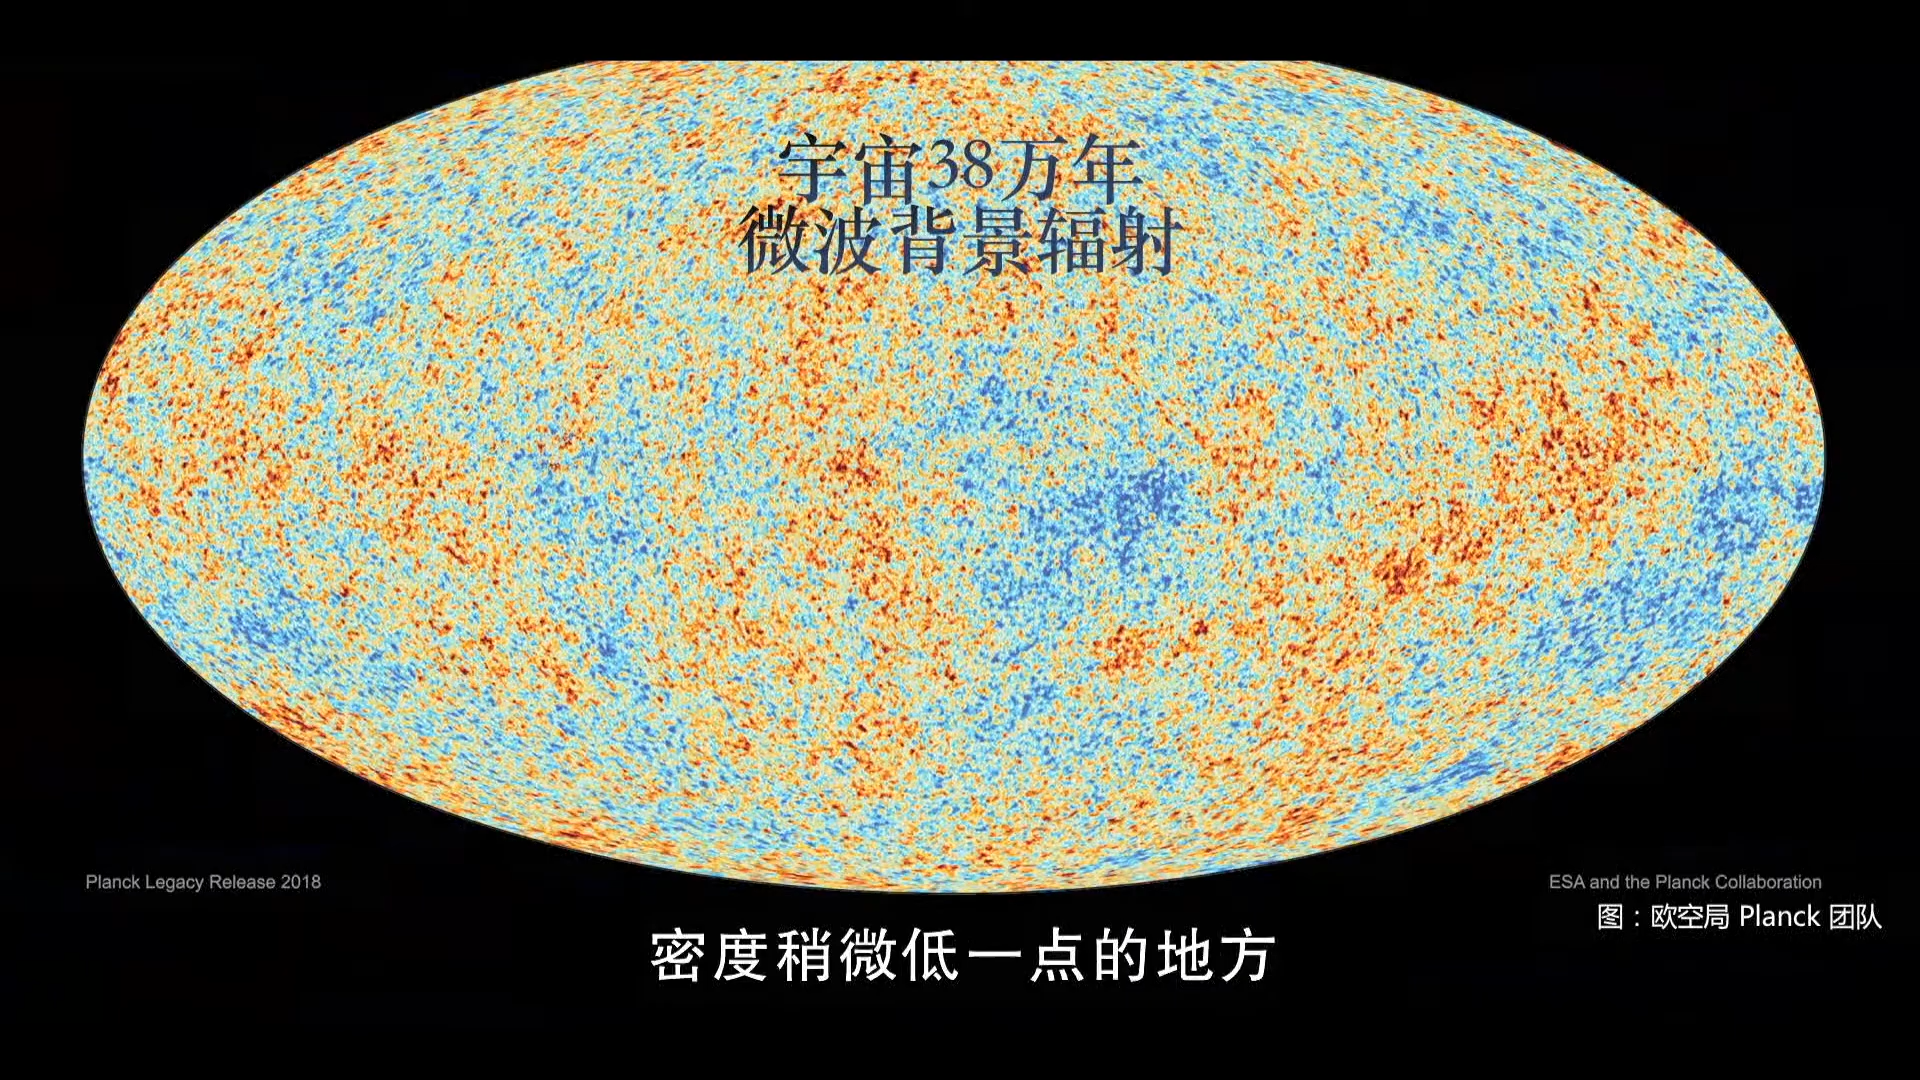 宇宙38万年
微波背景辐射
Planck Legacy Release 2018
ESA and the Planck Collaboration
图：欧空局 Planck 团队
密度稍微低一点的地方